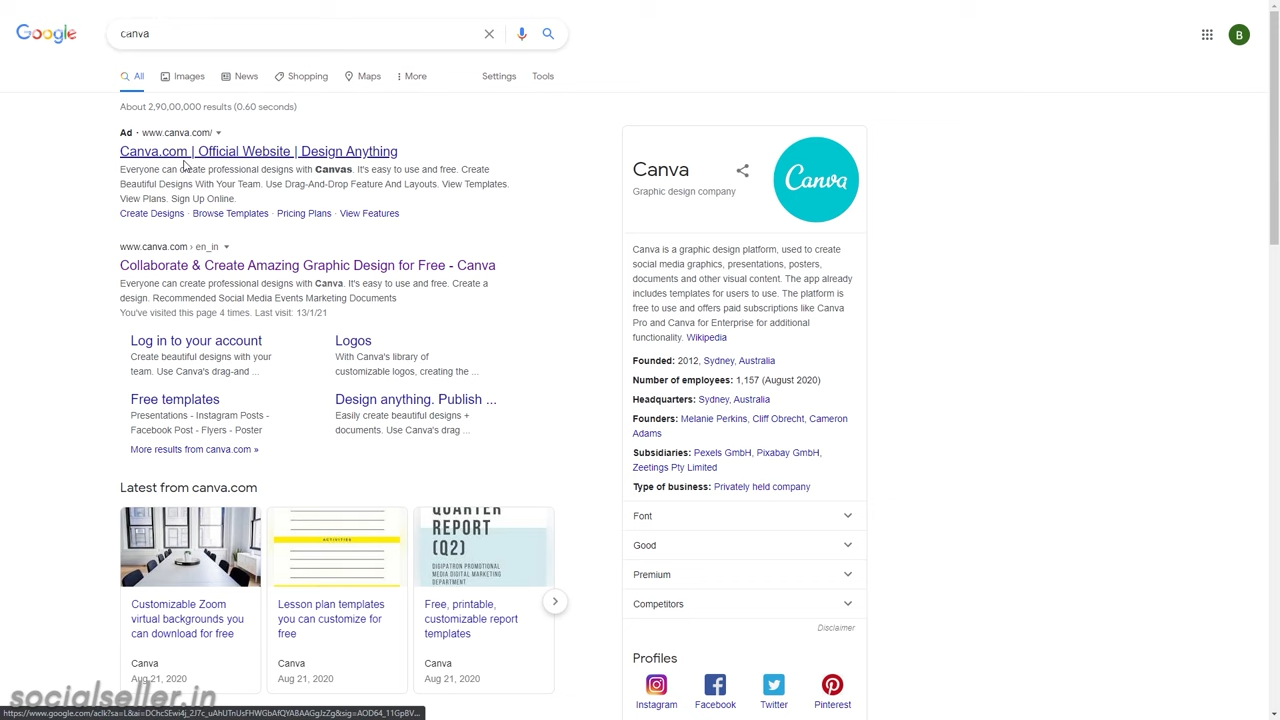 Google
canva
B
All
Images
News
Shopping
Maps
More
Settings
Tools
About 2,90,00,000 results (0.60 seconds)
Ad · www.canva.com/
Canva.com | Official Website | Design Anything
Everyone can create professional designs with Canvas. It's easy to use and free. Create
Beautiful Designs With Your Team. Use Drag-And-Drop Feature And Layouts. View Templates.
View Plans. Sign Up Online.
Create Designs · Browse Templates · Pricing Plans · View Features
www.canva.com › en_in
Collaborate & Create Amazing Graphic Design for Free - Canva
Everyone can create professional designs with Canva. It's easy to use and free. Create a
design. Recommended Social Media Events Marketing Documents
You've visited this page 4 times. Last visit: 13/1/21
Log in to your account
Create beautiful designs with your
team. Use Canva's drag-and ...
Logos
With Canva's library of
customizable logos, creating the ...
Free templates
Presentations - Instagram Posts -
Facebook Post - Flyers - Poster
Design anything. Publish ...
Easily create beautiful designs +
documents. Use Canva's drag ...
More results from canva.com »
Latest from canva.com
Customizable Zoom
virtual backgrounds you
can download for free
Canva
Aug 21, 2020
ACTIVITIES
Lesson plan templates
you can customize for
free
Canva
Aug 21, 2020
QUARTER
REPORT
(Q2)
DIGIPATRON PROMOTIONAL
MEDIA DIGITAL MARKETING
DEPARTMENT
Free, printable,
customizable report
templates
Canva
Aug 21, 2020
Canva
Graphic design company
Canva
Canva is a graphic design platform, used to create
social media graphics, presentations, posters,
documents and other visual content. The app already
includes templates for users to use. The platform is
free to use and offers paid subscriptions like Canva
Pro and Canva for Enterprise for additional
functionality. Wikipedia
Founded: 2012, Sydney, Australia
Number of employees: 1,157 (August 2020)
Headquarters: Sydney, Australia
Founders: Melanie Perkins, Cliff Obrecht, Cameron
Adams
Subsidiaries: Pexels GmbH, Pixabay GmbH,
Zeetings Pty Limited
Type of business: Privately held company
Font
Good
Premium
Competitors
Disclaimer
Profiles
Instagram
Facebook
Twitter
Pinterest
socialseller.in